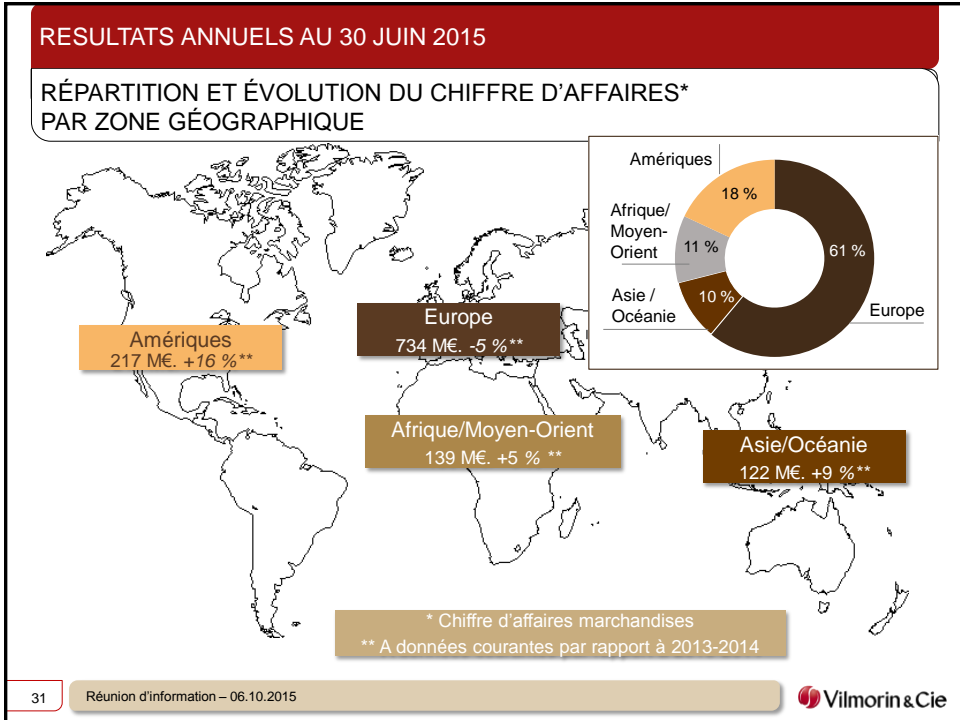 RESULTATS ANNUELS AU 30 JUIN 2015
RÉPARTITION ET ÉVOLUTION DU CHIFFRE D'AFFAIRES*
PAR ZONE GÉOGRAPHIQUE
Amériques
18 %
Afrique/
Moyen-
Orient
11 %
61 %
Asie /
Océanie
10 %
Europe
Amériques
217 M€. +16 %**
Europe
734 M€. -5 %**
Afrique/Moyen-Orient
139 M€. +5 % **
Asie/Océanie
122 M€. +9 %**
* Chiffre d'affaires marchandises
** A données courantes par rapport à 2013-2014
31
Réunion d'information – 06.10.2015
Vilmorin & Cie